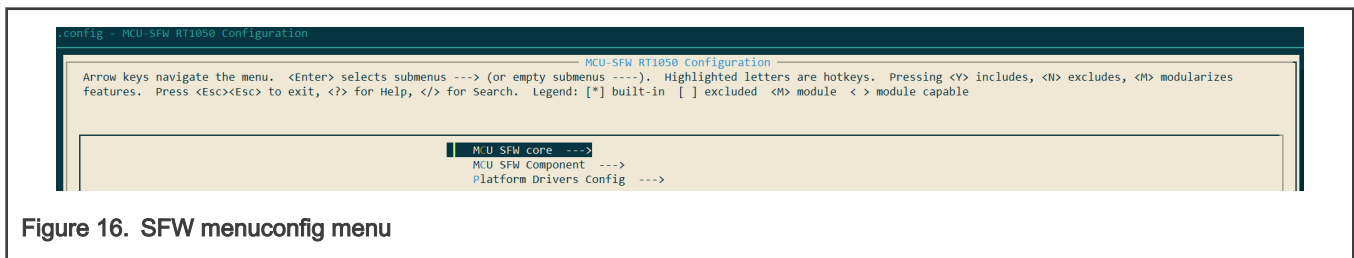 .config - MCU-SFW RT1050 Configuration
MCU-SFW RT1050 Configuration
Arrow keys navigate the menu.  <Enter> selects submenus ---> (or empty submenus ----).  Highlighted letters are hotkeys.  Pressing <Y> includes, <N> excludes, <M> modularizes
features.  Press <Esc><Esc> to exit, <?> for Help, </> for Search.  Legend: [*] built-in  [ ] excluded  <M> module  < > module capable
MCU SFW core  --->
MCU SFW Component  --->
Platform Drivers Config  --->
Figure 16. SFW menuconfig menu